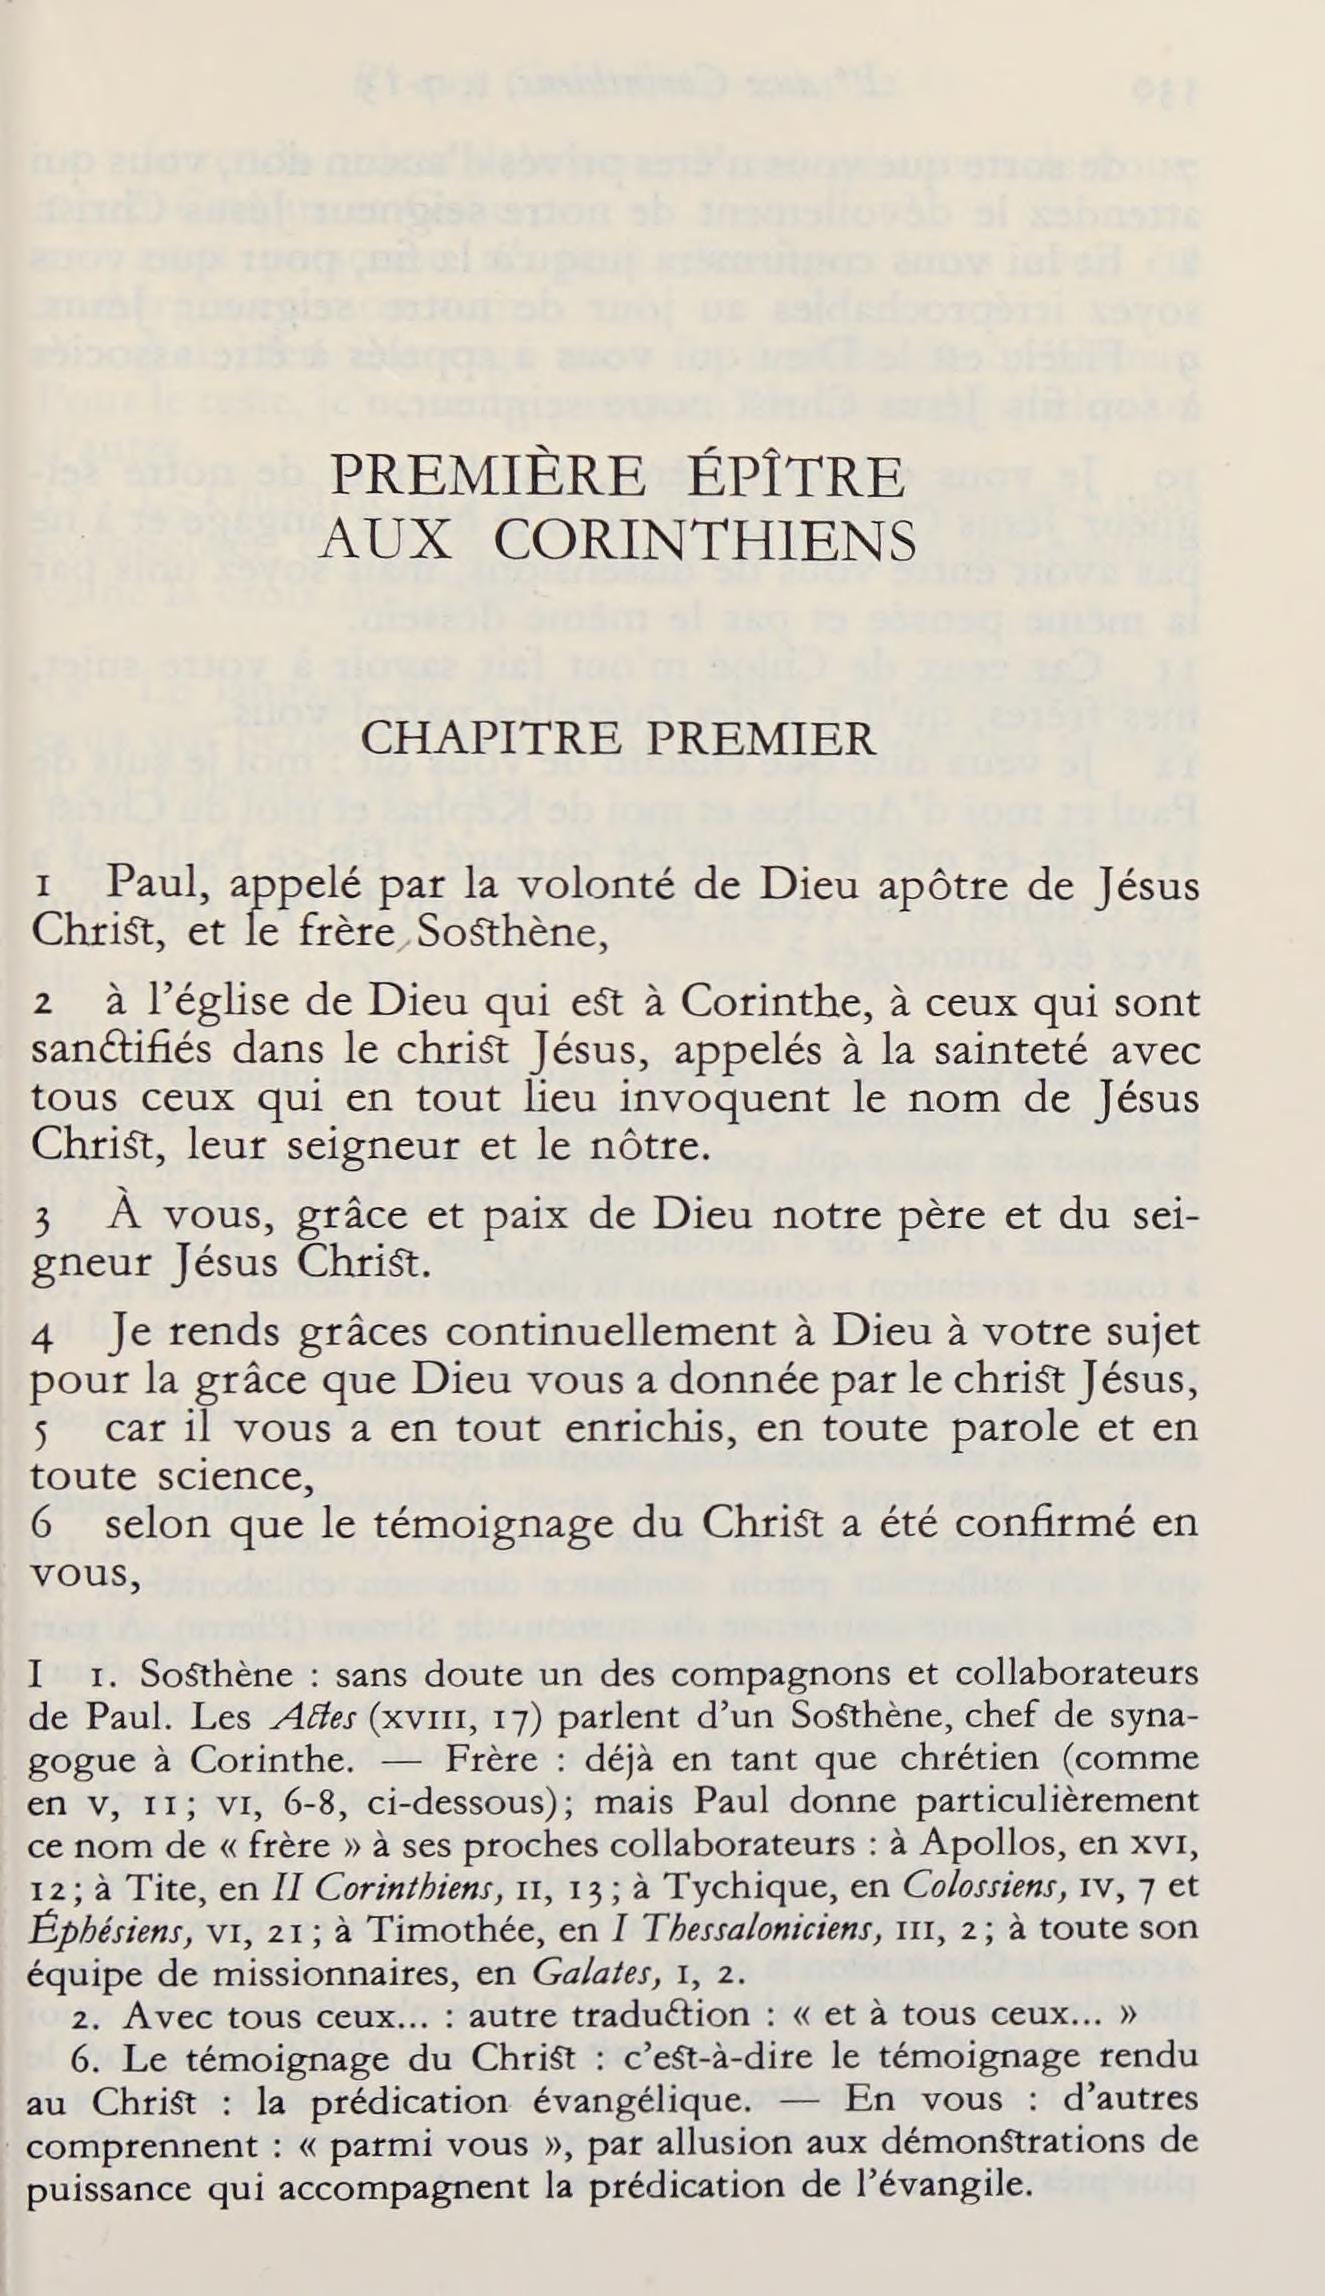 PREMIÈRE ÉPÎTRE
AUX CORINTHIENS
CHAPITRE PREMIER
1 Paul, appelé par la volonté de Dieu apôtre de Jésus
Christ, et le frère Sosthène,
2 à l’église de Dieu qui est à Corinthe, à ceux qui sont
sanctifiés dans le christ Jésus, appelés à la sainteté avec
tous ceux qui en tout lieu invoquent le nom de Jésus
Christ, leur seigneur et le nôtre.
3 À vous, grâce et paix de Dieu notre père et du sei-
gneur Jésus Christ.
4 Je rends grâces continuellement à Dieu à votre sujet
pour la grâce que Dieu vous a donnée par le christ Jésus,
5 car il vous a en tout enrichis, en toute parole et en
toute science,
6 selon que le témoignage du Christ a été confirmé en
vous,
I 1. Sosthène : sans doute un des compagnons et collaborateurs
de Paul. Les Actes (XVIII, 17) parlent d’un Sosthène, chef de syna-
gogue à Corinthe. — Frère : déjà en tant que chrétien (comme
en V, 11 ; VI, 6-8, ci-dessous) ; mais Paul donne particulièrement
ce nom de « frère » à ses proches collaborateurs : à Apollos, en XVI,
12 ; à Tite, en II Corinthiens, II, 13 ; à Tychique, en Colossiens, IV, 7 et
Éphésiens, VI, 21 ; à Timothée, en I Thessaloniciens, III, 2 ; à toute son
équipe de missionnaires, en Galates, I, 2.
2. Avec tous ceux... : autre traduction : « et à tous ceux... »
6. Le témoignage du Christ : c’est-à-dire le témoignage rendu
au Christ : la prédication évangélique. — En vous : d’autres
comprennent : « parmi vous », par allusion aux démonstrations de
puissance qui accompagnent la prédication de l’évangile.